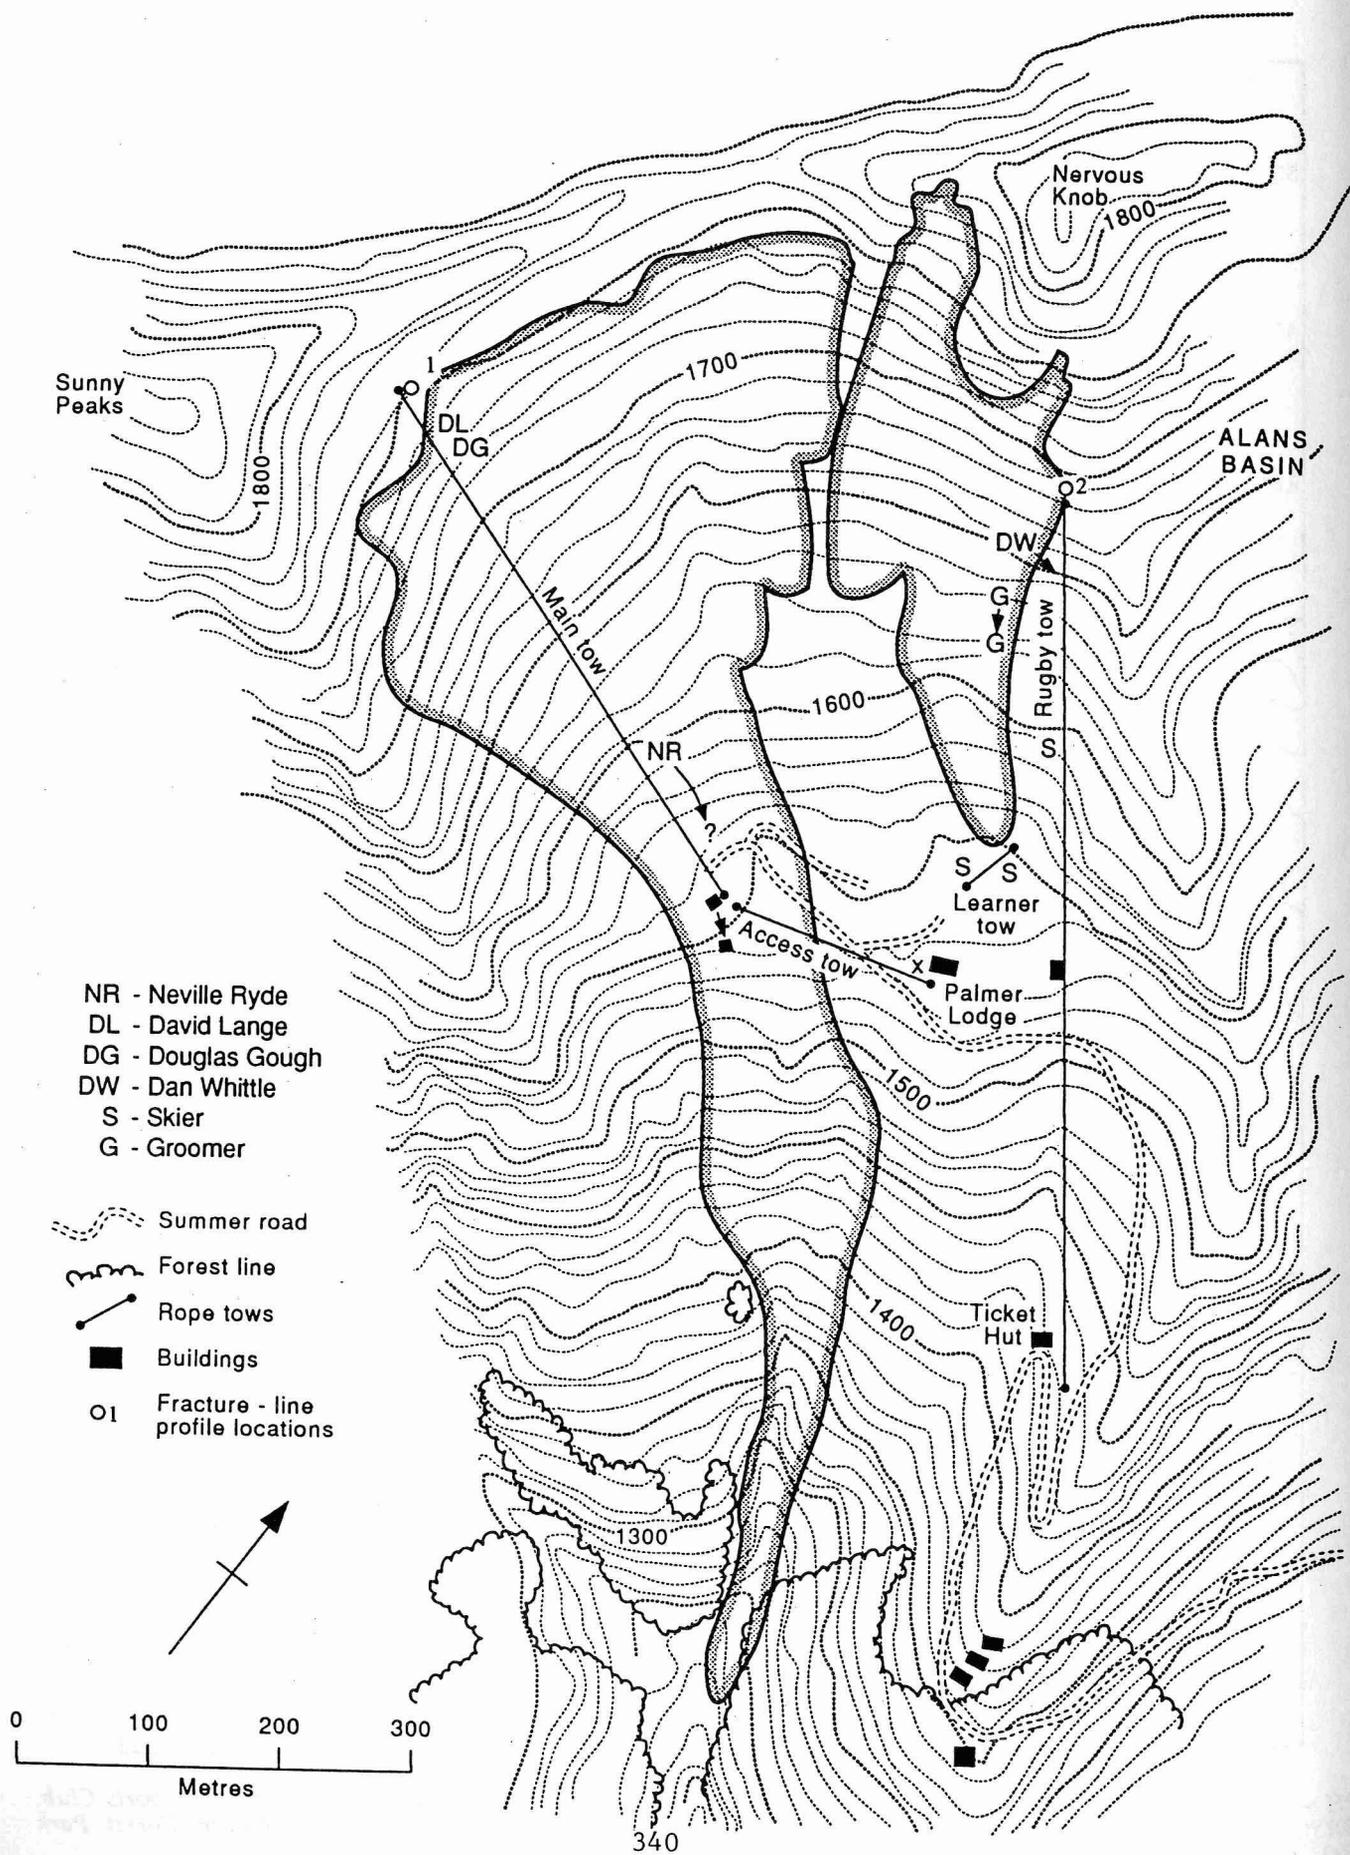 Nervous
Knob
1800
Sunny
Peaks
1800
1
DL
DG
1700
ALANS
BASIN
2
DW
G
G
Main tow
Rugby tow
1600
NR
?
S
S
S
Learner
tow
Access tow
x
Palmer
Lodge
NR - Neville Ryde
DL - David Lange
DG - Douglas Gough
DW - Dan Whittle
S - Skier
G - Groomer
1500
Summer road
Forest line
Rope tows
Buildings
O1 Fracture - line
profile locations
1400
Ticket
Hut
1300
0 100 200 300
Metres
340